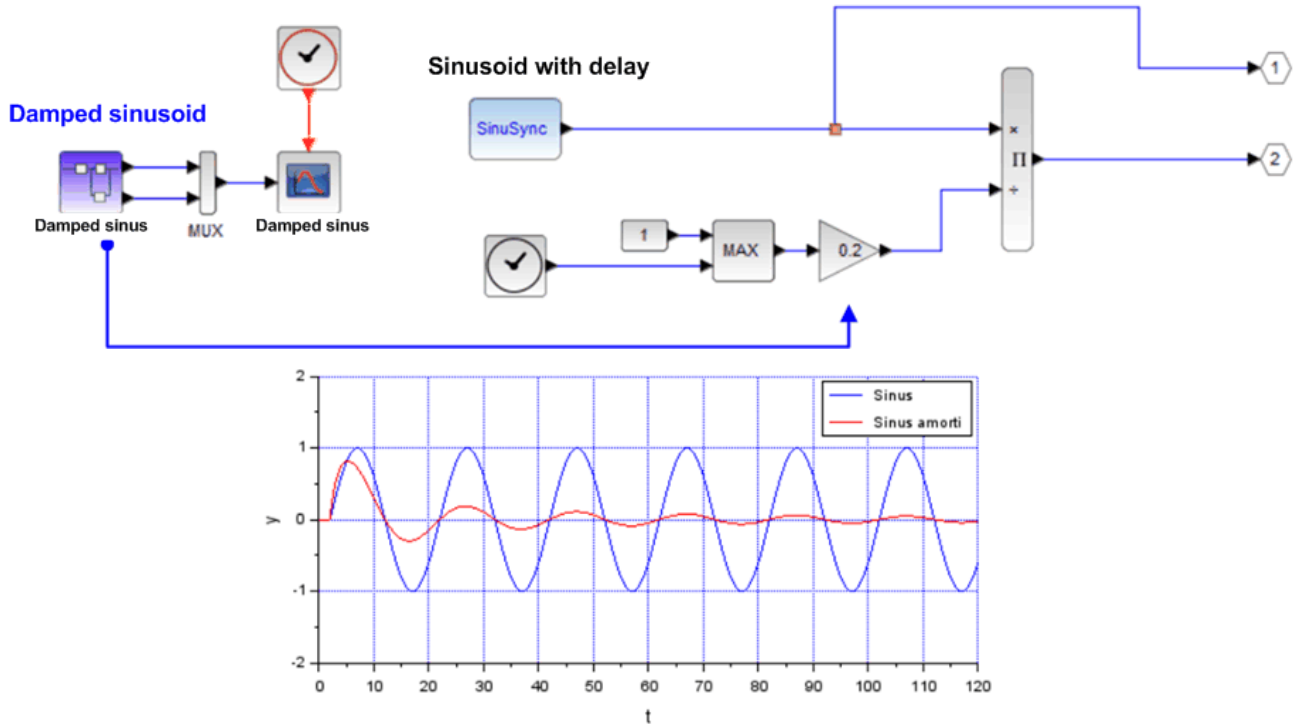 Sinusoid with delay
1
Damped sinusoid
SinuSync
×
Π
2
÷
Damped sinus
MUX
Damped sinus
1
MAX
0.2
2
Sinus
Sinus amorti
1
y
0
-1
-2
0 10 20 30 40 50 60 70 80 90 100 110 120
t